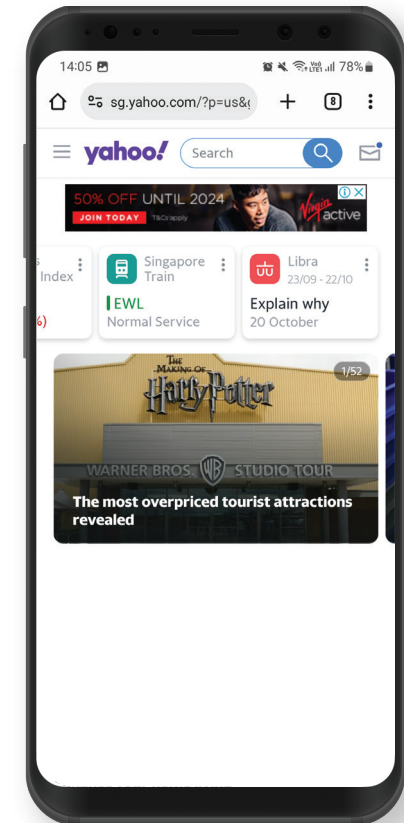 14:05
78%
sg.yahoo.com/?p=us&
8
yahoo!
Search
50% OFF UNTIL 2024
JOIN TODAY
T&Cs apply
Virgin
active
Index
%)
Singapore
Train
EWL
Normal Service
Libra
23/09 - 22/10
Explain why
20 October
1/52
THE
MAKING OF
Harry Potter
WARNER BROS. WB STUDIO TOUR
The most overpriced tourist attractions
revealed